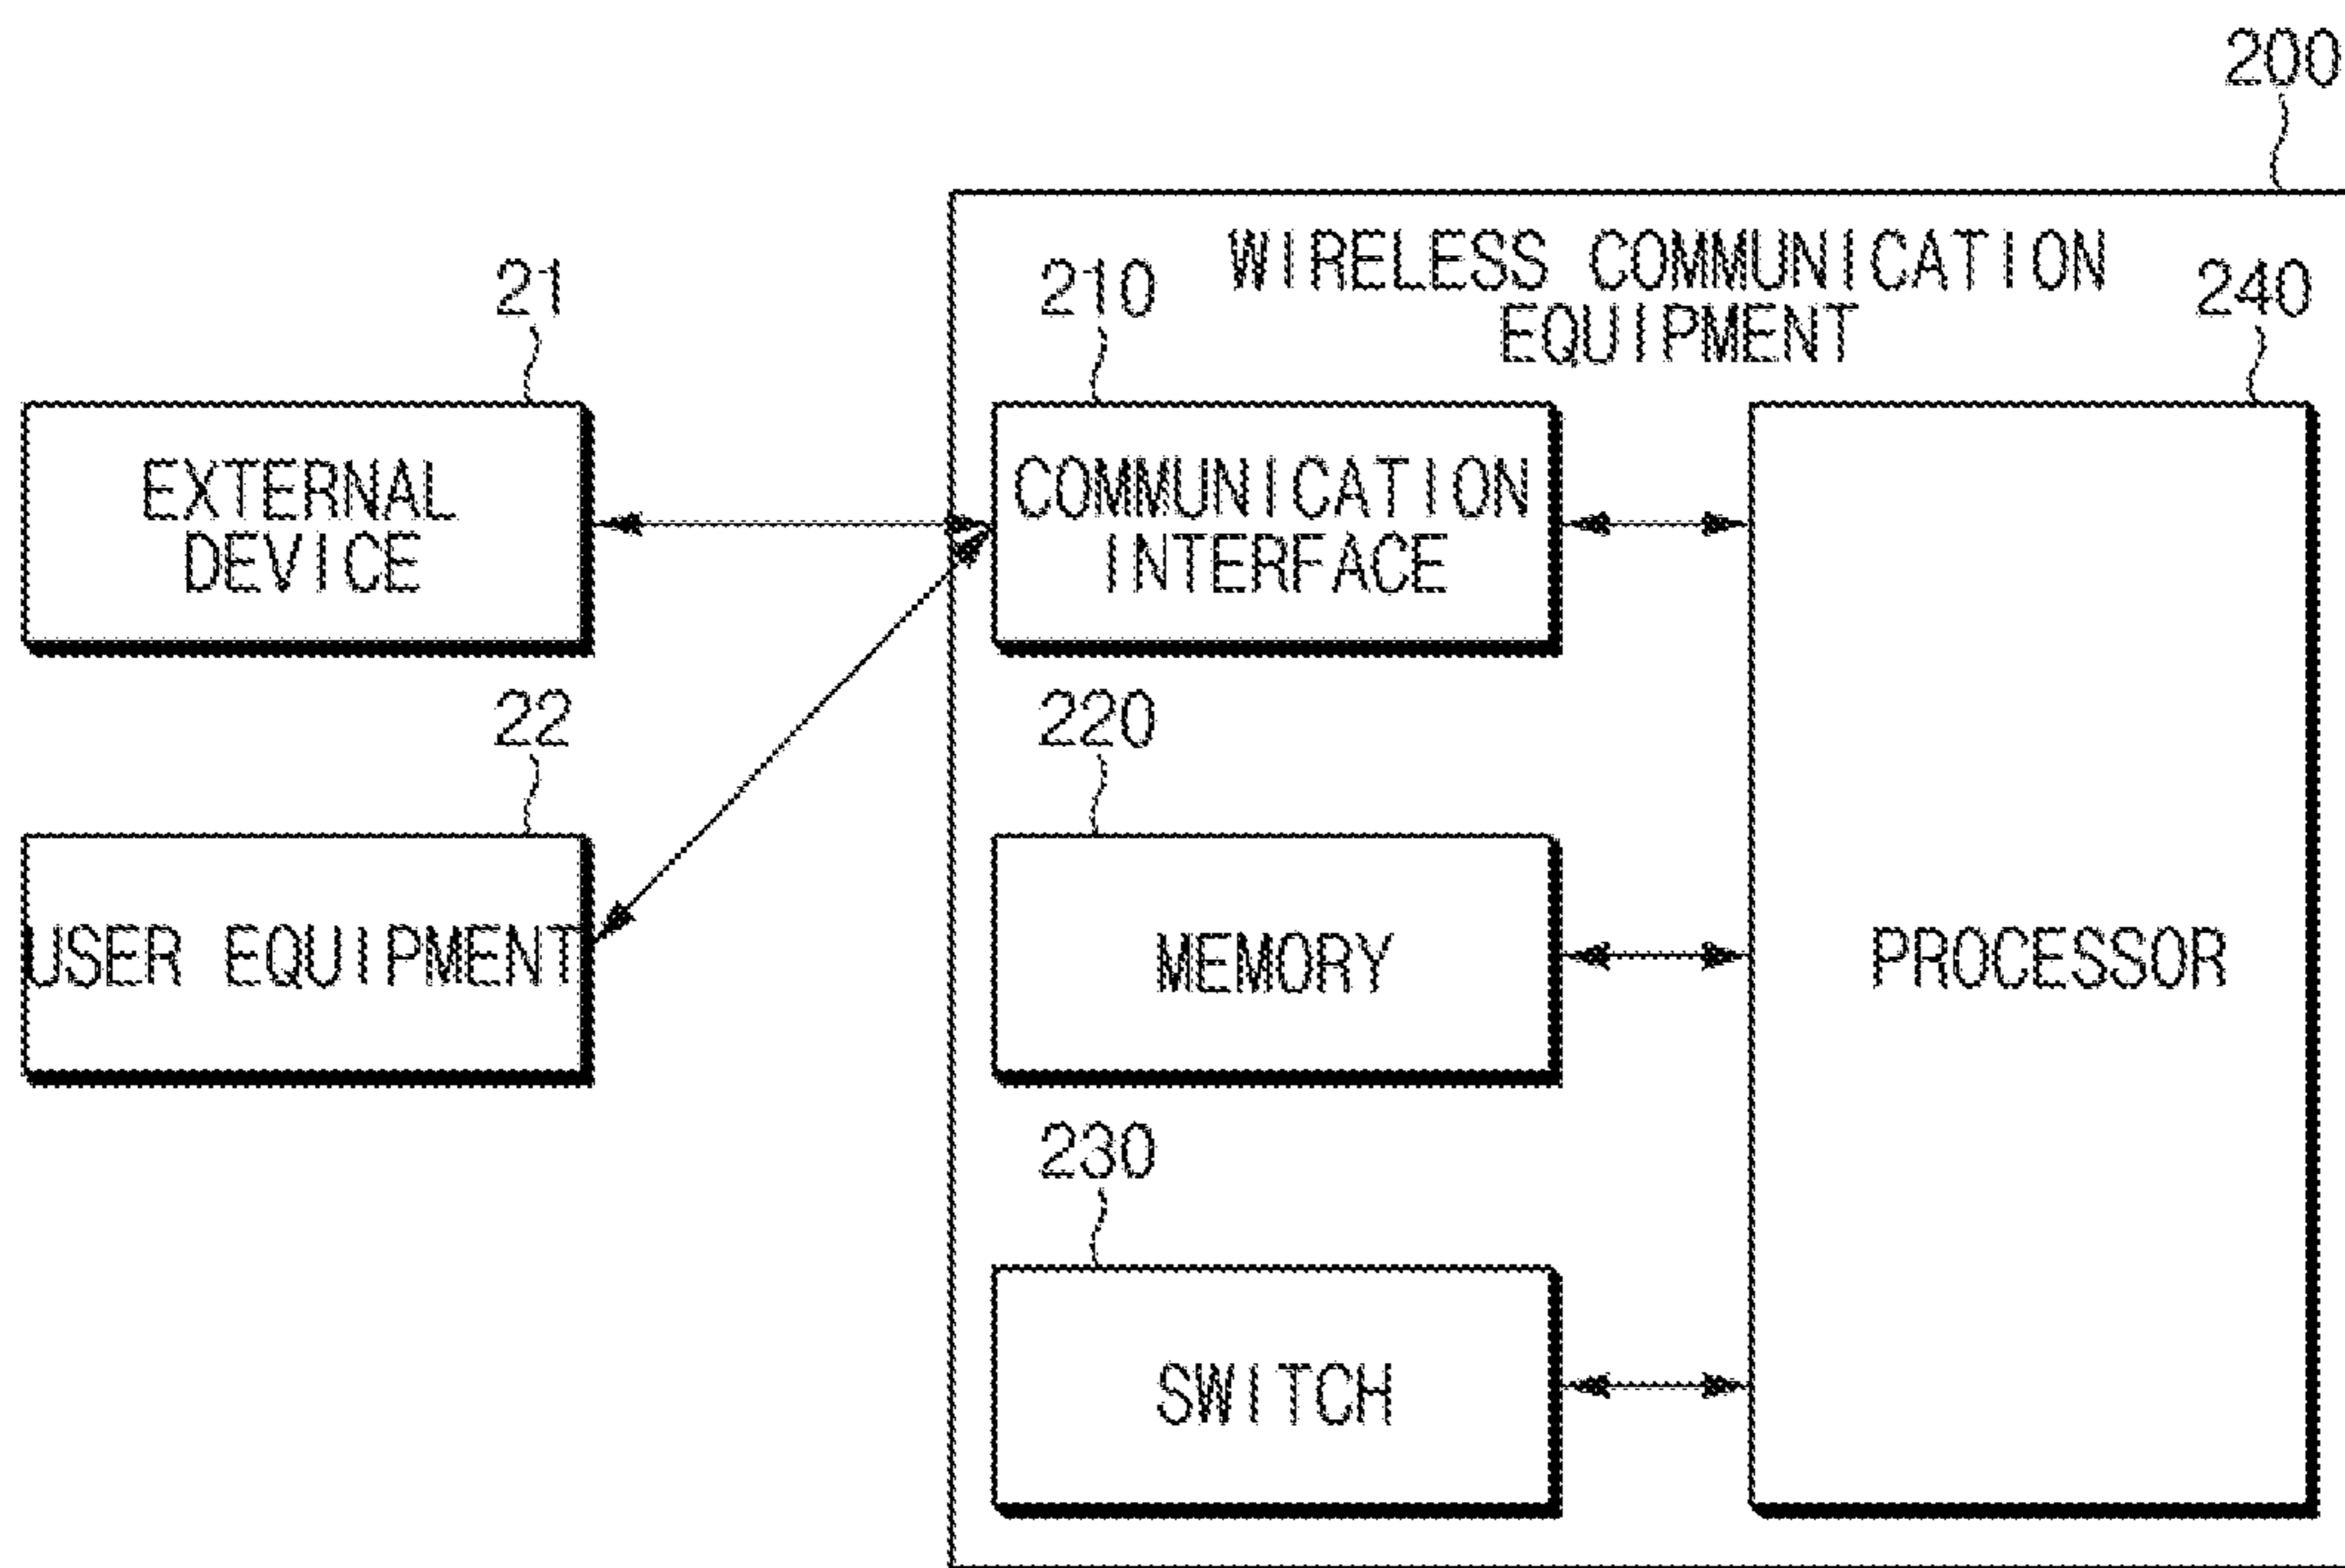 200
WIRELESS COMMUNICATION
EQUIPMENT
21
210
240
EXTERNAL
DEVICE
COMMUNICATION
INTERFACE
22
220
USER EQUIPMENT
MEMORY
PROCESSOR
230
SWITCH